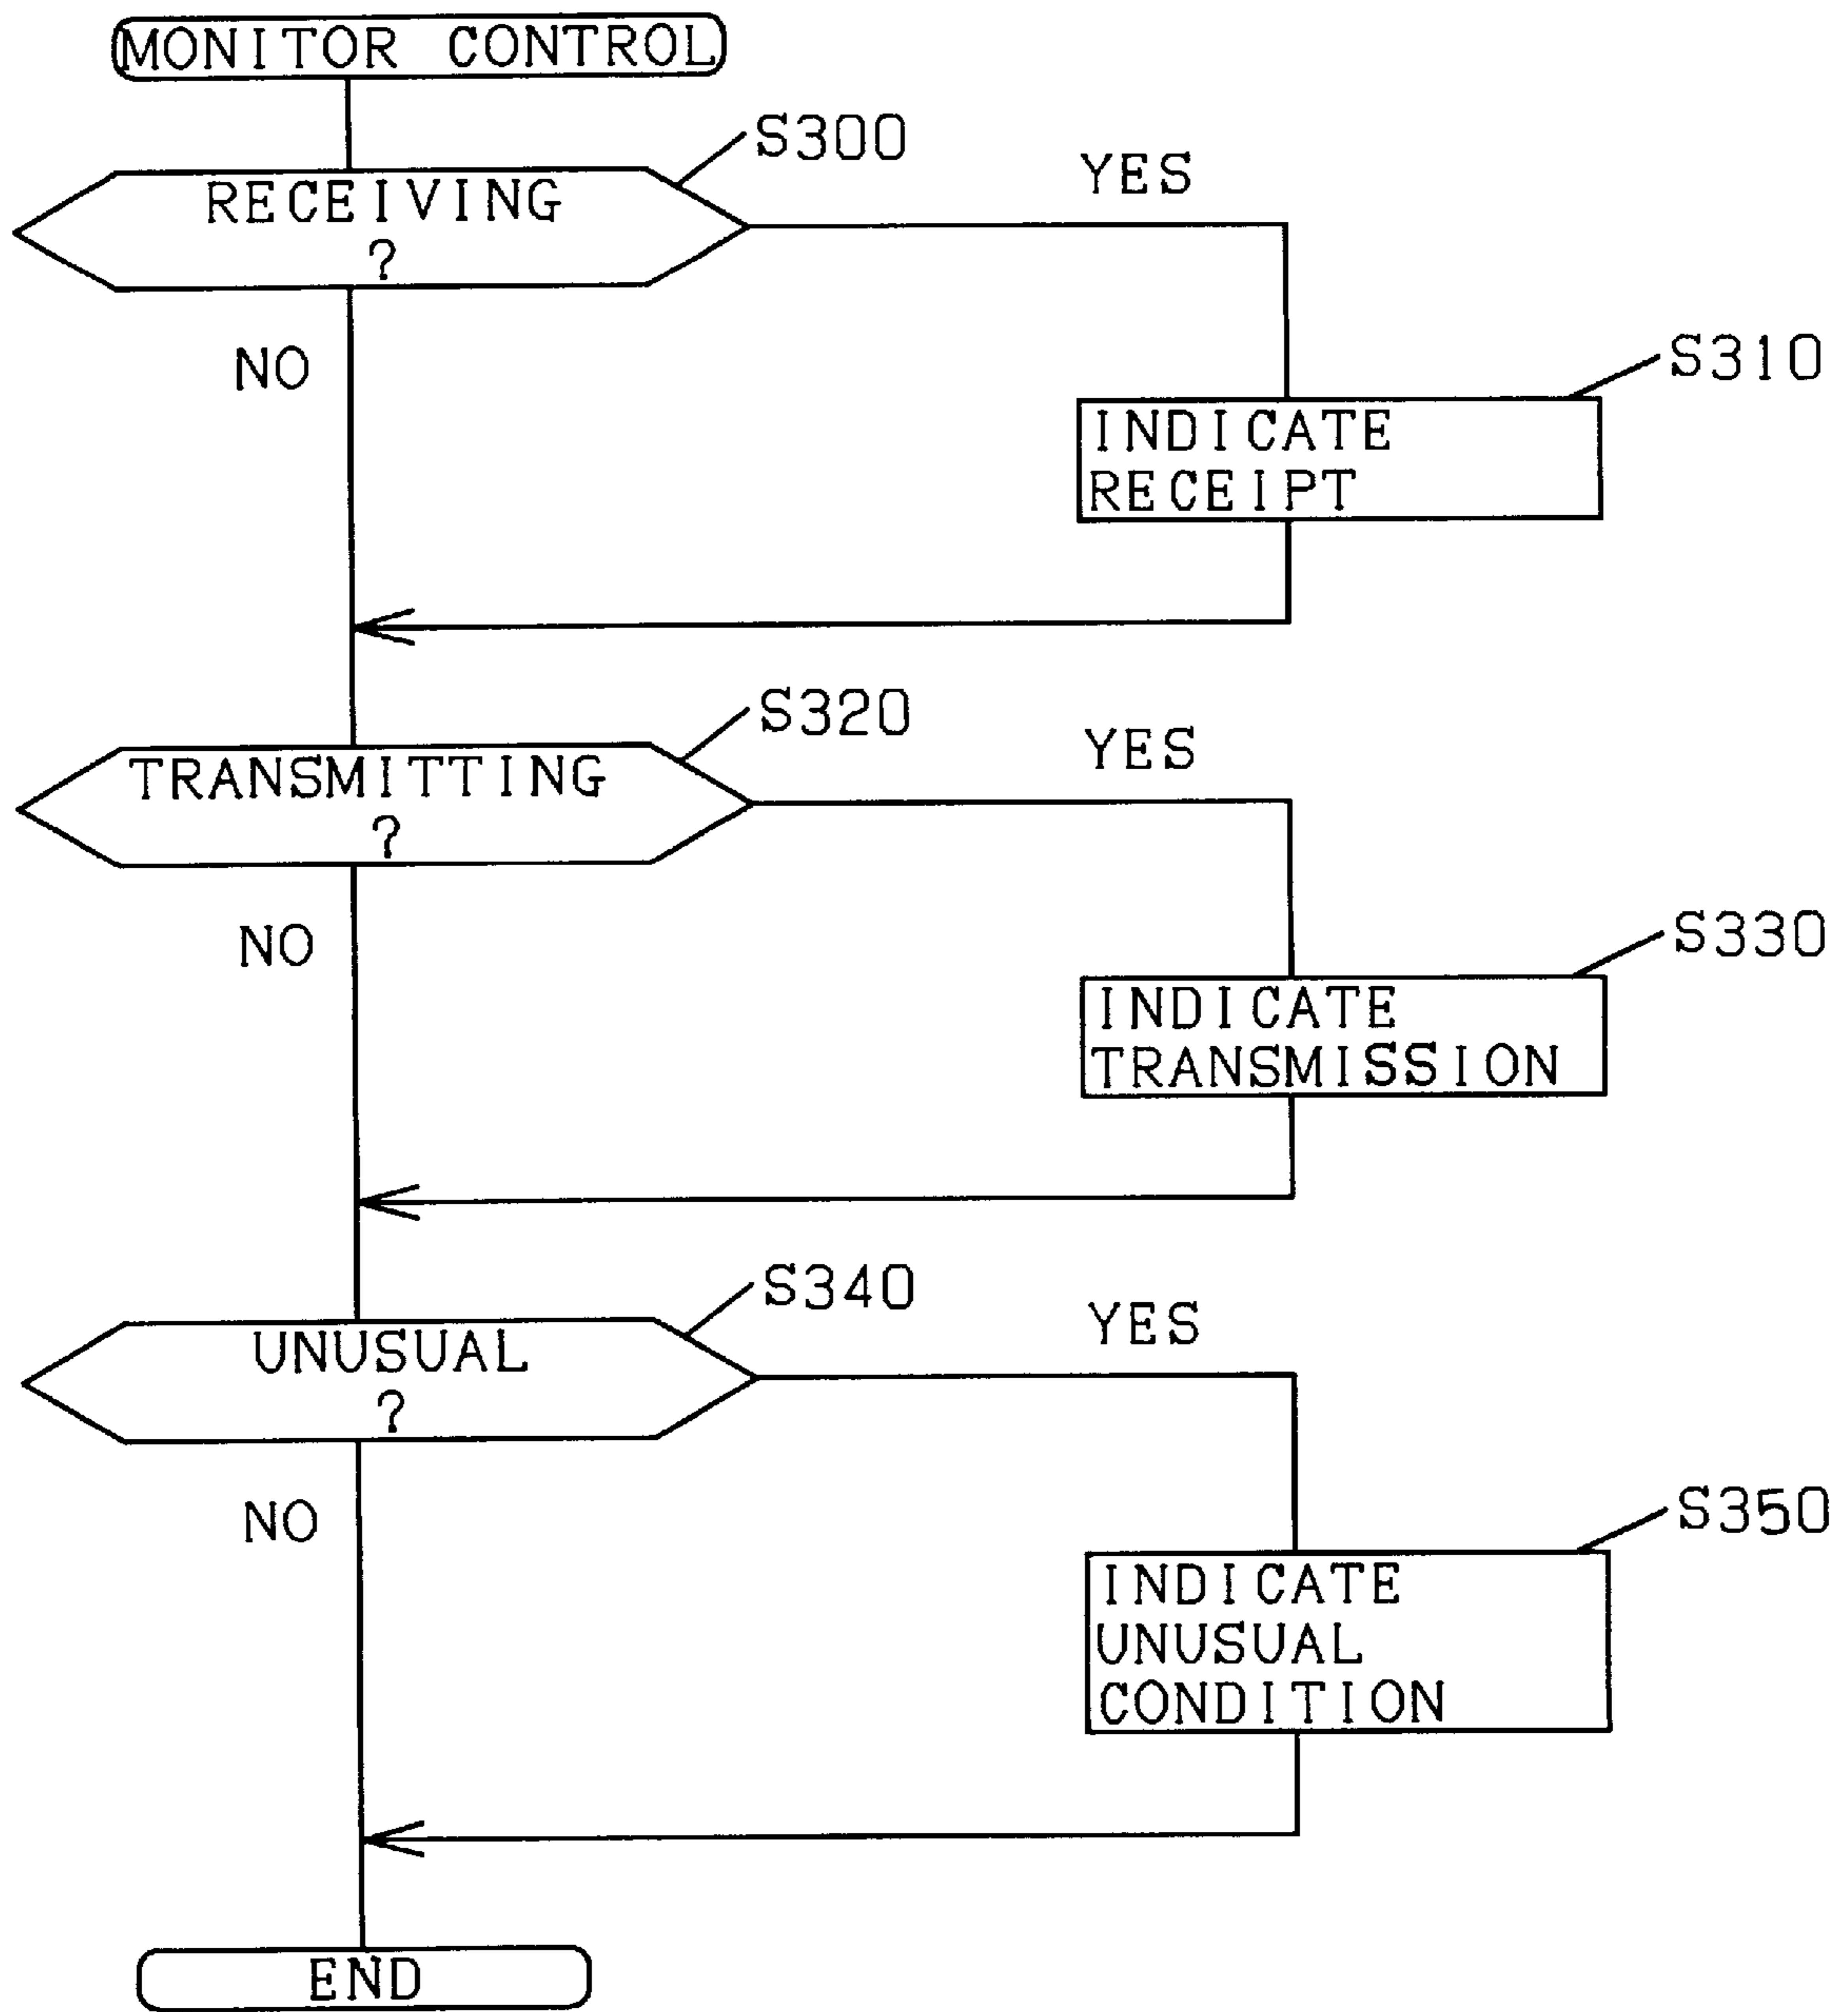 MONITOR CONTROL
S300
RECEIVING
?
YES
NO
S310
INDICATE
RECEIPT
S320
TRANSMITTING
?
YES
NO
S330
INDICATE
TRANSMISSION
S340
UNUSUAL
?
YES
NO
S350
INDICATE
UNUSUAL
CONDITION
END